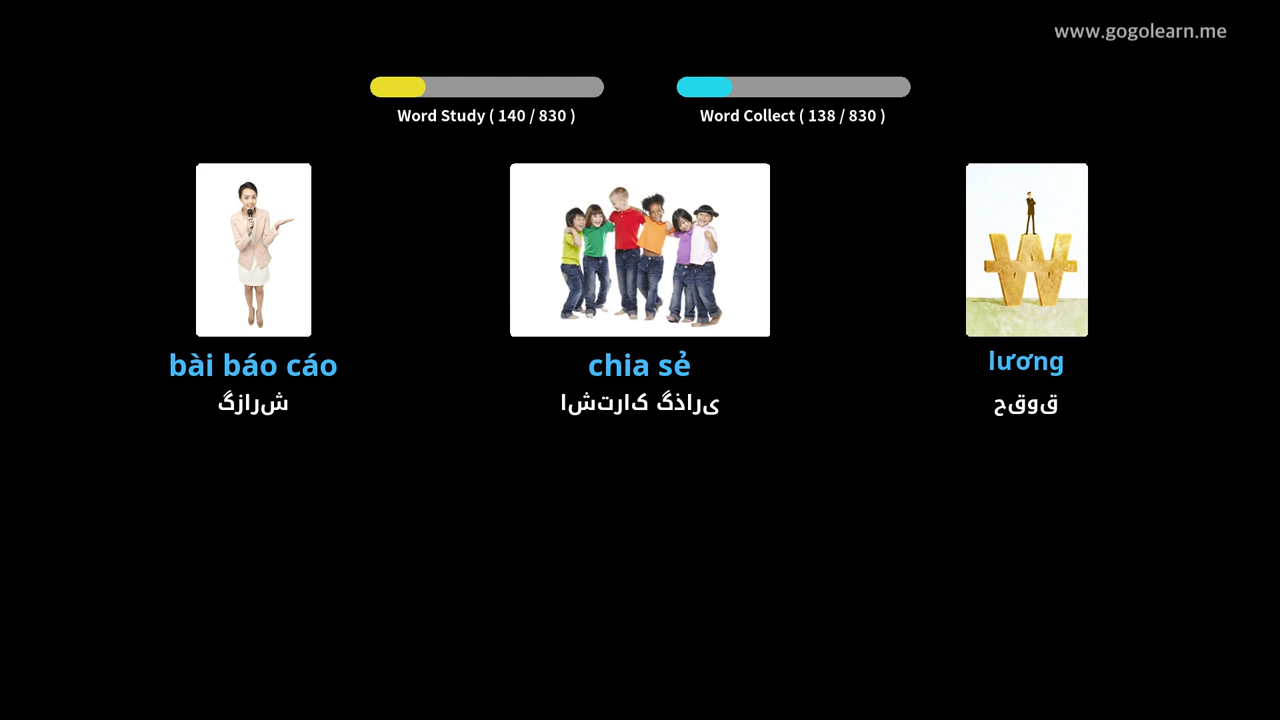 www.gogolearn.me
Word Study ( 140 / 830 )
Word Collect ( 138 / 830 )
bài báo cáo
شرازگ
chia sẻ
یراذگ کارتشا
lương
قوقح